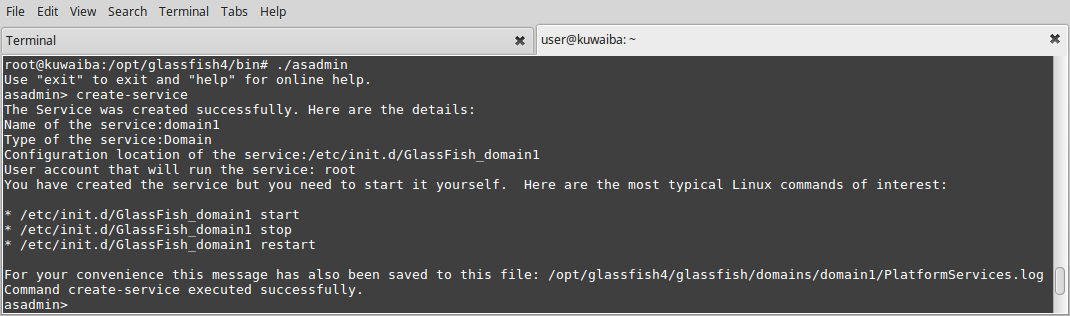 File Edit View Search Terminal Tabs Help
Terminal
user@kuwaiba: ~
root@kuwaiba:/opt/glassfish4/bin# ./asadmin
Use "exit" to exit and "help" for online help.
asadmin> create-service
The Service was created successfully. Here are the details:
Name of the service:domain1
Type of the service:Domain
Configuration location of the service:/etc/init.d/GlassFish_domain1
User account that will run the service: root
You have created the service but you need to start it yourself.  Here are the most typical Linux commands of interest:
* /etc/init.d/GlassFish_domain1 start
* /etc/init.d/GlassFish_domain1 stop
* /etc/init.d/GlassFish_domain1 restart
For your convenience this message has also been saved to this file: /opt/glassfish4/glassfish/domains/domain1/PlatformServices.log
Command create-service executed successfully.
asadmin>